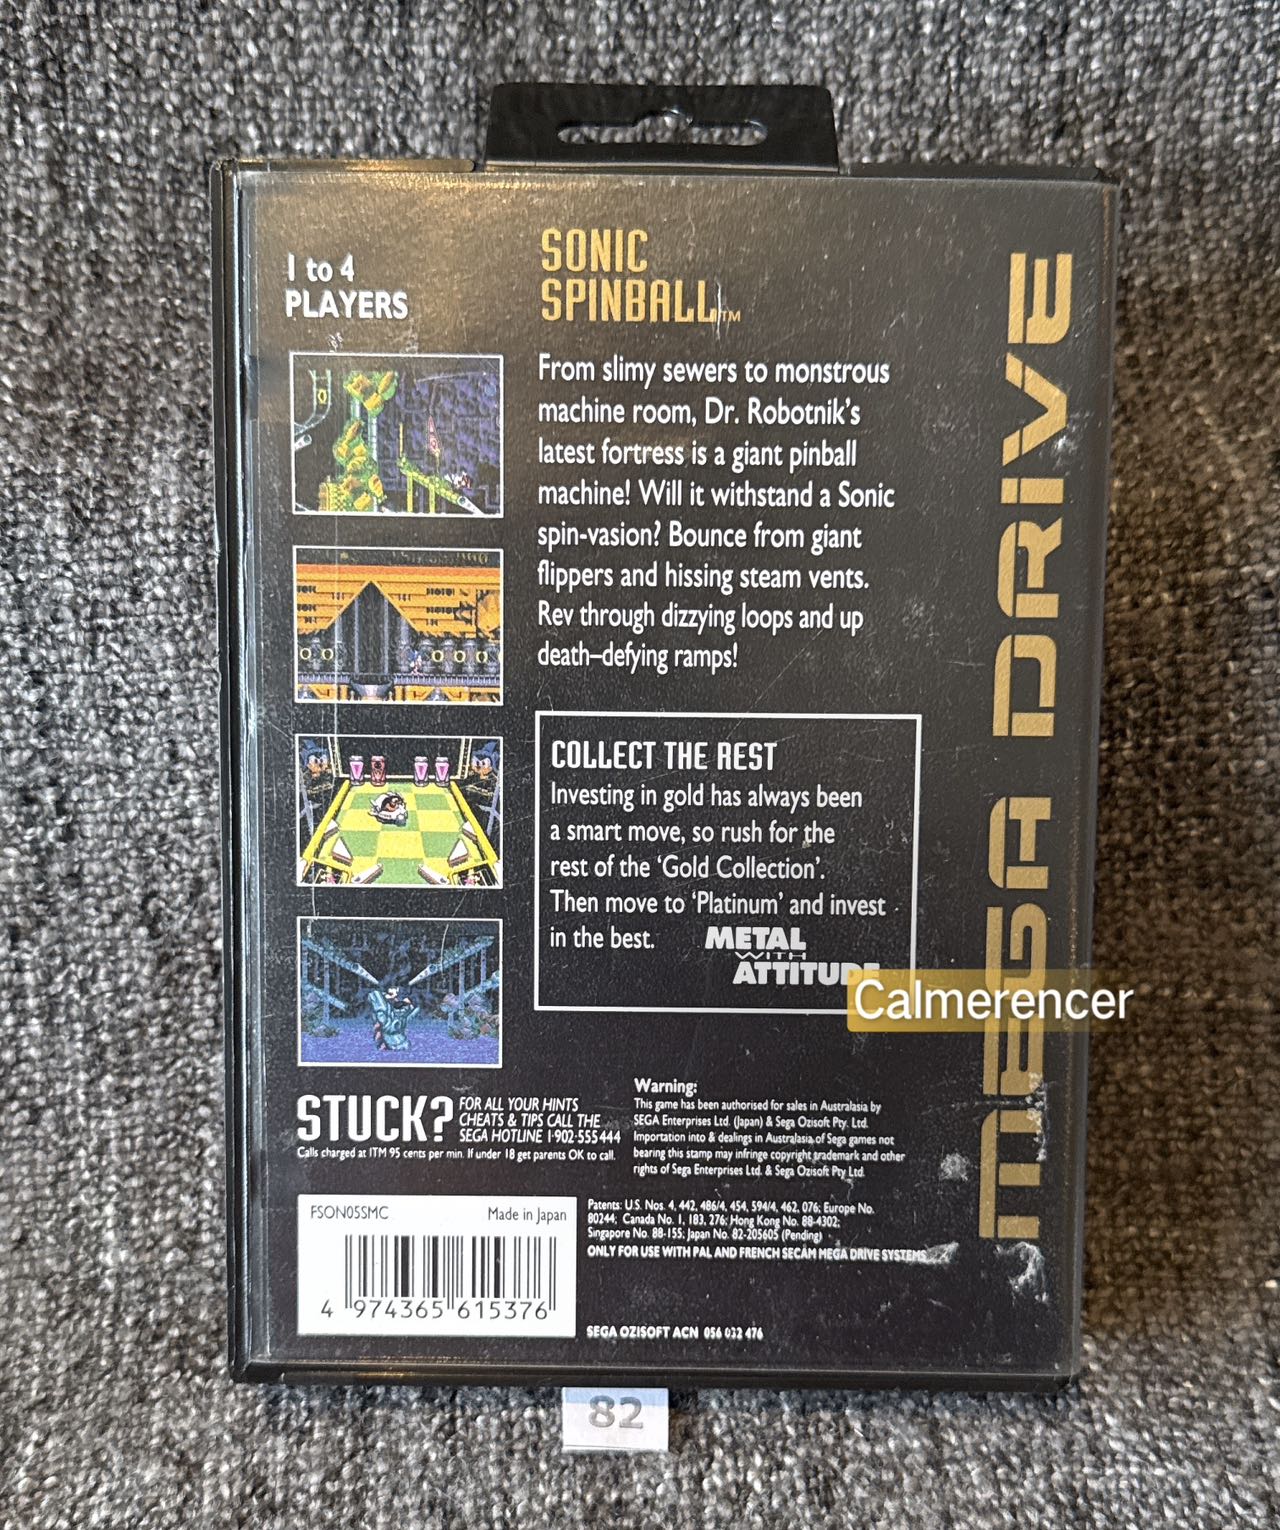 1 to 4
PLAYERS
SONIC
SPINBALL™
From slimy sewers to monstrous
machine room, Dr. Robotnik's
latest fortress is a giant pinball
machine! Will it withstand a Sonic
spin-vasion? Bounce from giant
flippers and hissing steam vents.
Rev through dizzying loops and up
death–defying ramps!
COLLECT THE REST
Investing in gold has always been
a smart move, so rush for the
rest of the 'Gold Collection'.
Then move to 'Platinum' and invest
in the best.
METAL
WITH
ATTITUDE
Calmerencer
MEGA DRIVE
STUCK?
FOR ALL YOUR HINTS
CHEATS & TIPS CALL THE
SEGA HOTLINE 1·902·555 444
Calls charged at ITM 95 cents per min. If under 18 get parents OK to call.
Warning:
This game has been authorised for sales in Australasia by
SEGA Enterprises Ltd. (Japan) & Sega Ozisoft Pty. Ltd.
Importation into & dealings in Australasia of Sega games not
bearing this stamp may infringe copyright trademark and other
rights of Sega Enterprises Ltd. & Sega Ozisoft Pty Ltd.
FSON05SMC
Made in Japan
4 974365 615376
Patents: U.S. Nos. 4, 442, 486/4, 454, 594/4, 462, 076; Europe No.
80244; Canada No. 1, 183, 276; Hong Kong No. 88-4302;
Singapore No. 88-155; Japan No. 82-205605 (Pending)
ONLY FOR USE WITH PAL AND FRENCH SECAM MEGA DRIVE SYSTEMS
SEGA OZISOFT ACN 056 032 476
82